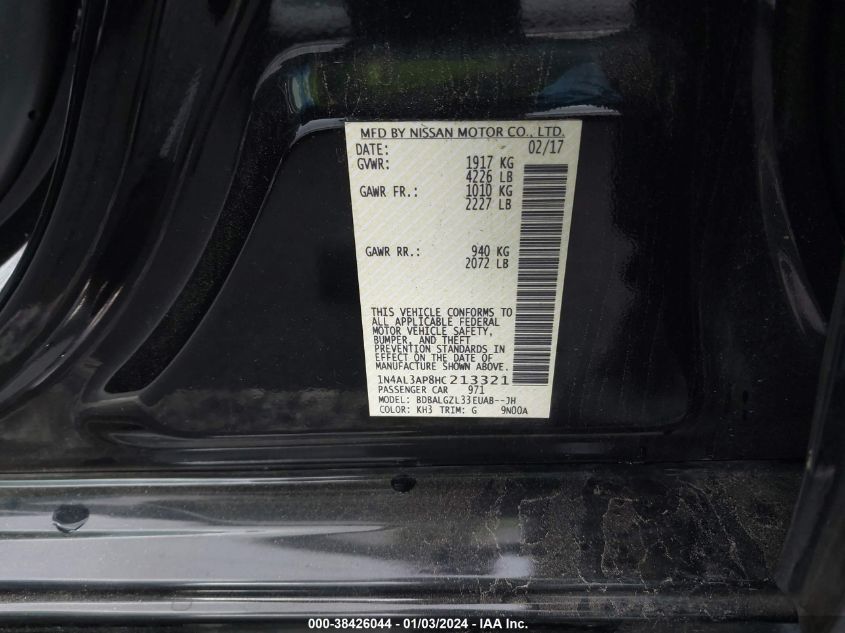 MFD BY NISSAN MOTOR CO., LTD.
DATE: 02/17
GVWR: 1917 KG
4226 LB
GAWR FR.: 1010 KG
2227 LB
GAWR RR.: 940 KG
2072 LB
THIS VEHICLE CONFORMS TO
ALL APPLICABLE FEDERAL
MOTOR VEHICLE SAFETY,
BUMPER, AND THEFT
PREVENTION STANDARDS IN
EFFECT ON THE DATE OF
MANUFACTURE SHOWN ABOVE.
1N4AL3AP8HC213321
PASSENGER CAR 971
MODEL: BDBALGZL33EUAB--JH
COLOR: KH3 TRIM: G 9N00A
000-38426044 - 01/03/2024 - IAA Inc.